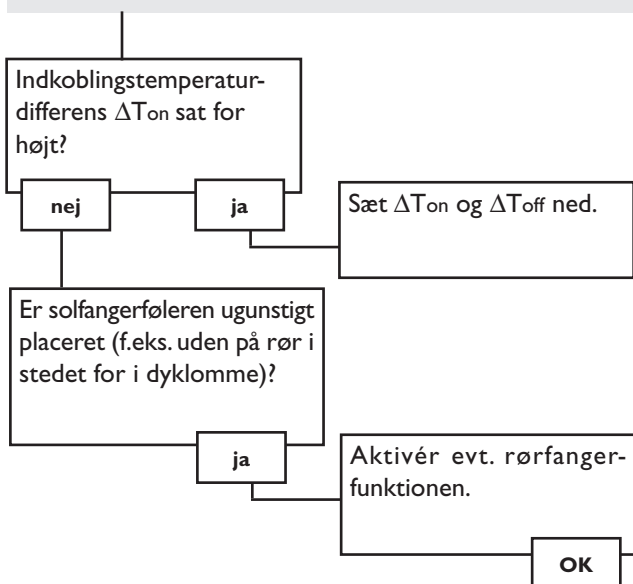 Indkoblingstemperatur-
differens ΔTon sat for
højt?
nej
ja
Sæt ΔTon og ΔToff ned.
Er solfangerføleren ugunstigt
placeret (f.eks. uden på rør i
stedet for i dyklomme)?
ja
Aktivér evt. rørfanger-
funktionen.
OK